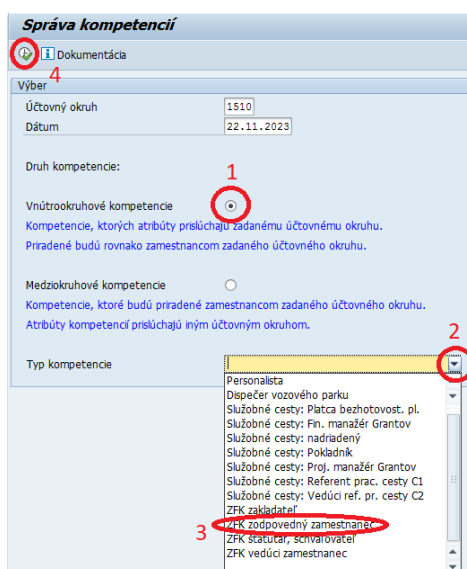 Správa kompetencií
Dokumentácia
4
Výber
Účtovný okruh 1510
Dátum 22.11.2023
Druh kompetencie:
1
Vnútrookruhové kompetencie
Kompetencie, ktorých atribúty prislúchajú zadanému účtovnému okruhu.
Priradené budú rovnako zamestnancom zadaného účtovného okruhu.
Medziokruhové kompetencie
Kompetencie, ktoré budú priradené zamestnancom zadaného účtovného okruhu.
Atribúty kompetencií prislúchajú iným účtovným okruhom.
2
Typ kompetencie
Personalista
Dispečer vozového parku
Služobné cesty: Platca bezhotovost. pl.
Služobné cesty: Fin. manažér Grantov
Služobné cesty: nadriadený
Služobné cesty: Pokladník
Služobné cesty: Proj. manažér Grantov
Služobné cesty: Referent prac. cesty C1
Služobné cesty: Vedúci ref. pr. cesty C2
ZFK zakladateľ
3 ZFK zodpovedný zamestnanec
ZFK štatutár, schvaľovateľ
ZFK vedúci zamestnanec